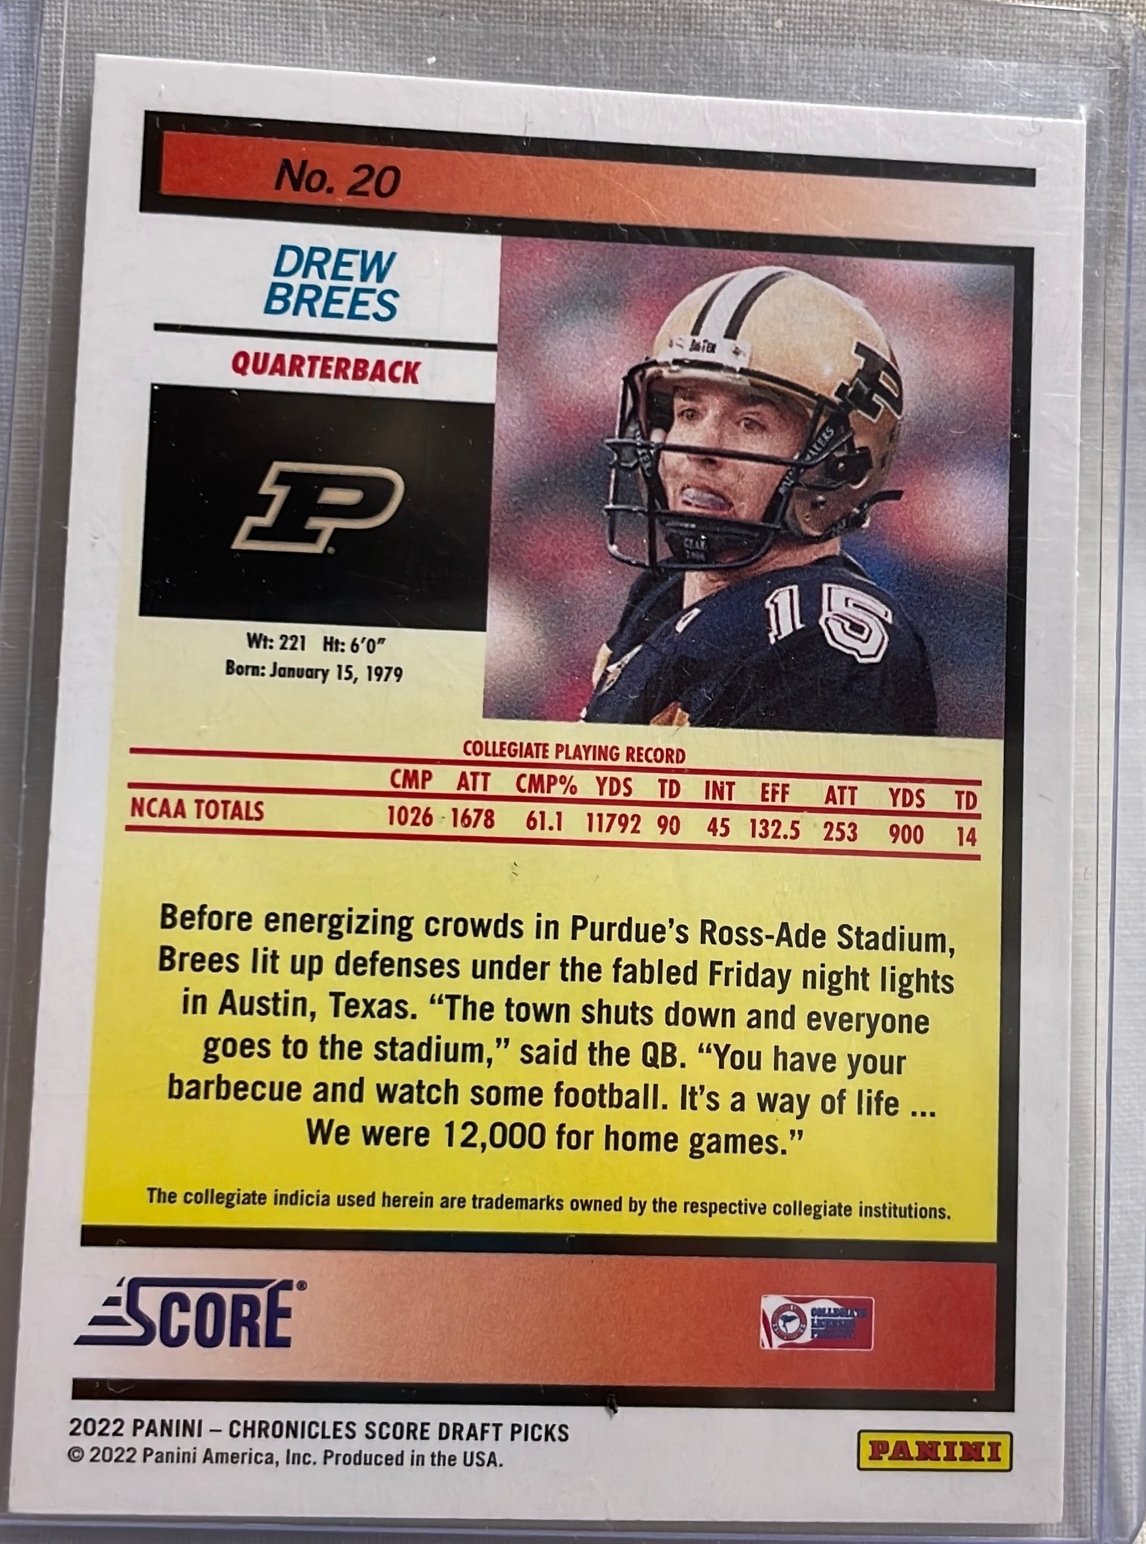 No. 20
DREW
BREES
QUARTERBACK
P
15
Wt: 221 Ht: 6'0"
Born: January 15, 1979
COLLEGIATE PLAYING RECORD
CMP ATT CMP% YDS TD INT EFF ATT YDS TD
NCAA TOTALS 1026 1678 61.1 11792 90 45 132.5 253 900 14
Before energizing crowds in Purdue's Ross-Ade Stadium,
Brees lit up defenses under the fabled Friday night lights
in Austin, Texas. “The town shuts down and everyone
goes to the stadium,” said the QB. “You have your
barbecue and watch some football. It's a way of life ...
We were 12,000 for home games.”
The collegiate indicia used herein are trademarks owned by the respective collegiate institutions.
SCORE®
COLLEGIATE
LICENSED
PRODUCT
2022 PANINI – CHRONICLES SCORE DRAFT PICKS
© 2022 Panini America, Inc. Produced in the USA.
PANINI